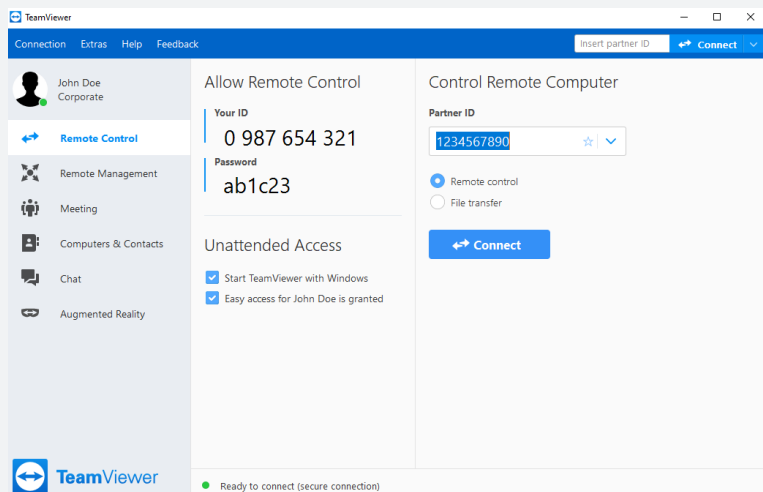 TeamViewer
Connection Extras Help Feedback
Insert partner ID
Connect
John Doe
Corporate
Remote Control
Remote Management
Meeting
Computers & Contacts
Chat
Augmented Reality
TeamViewer
Allow Remote Control
Your ID
0 987 654 321
Password
ab1c23
Unattended Access
Start TeamViewer with Windows
Easy access for John Doe is granted
Control Remote Computer
Partner ID
1234567890
Remote control
File transfer
Connect
Ready to connect (secure connection)